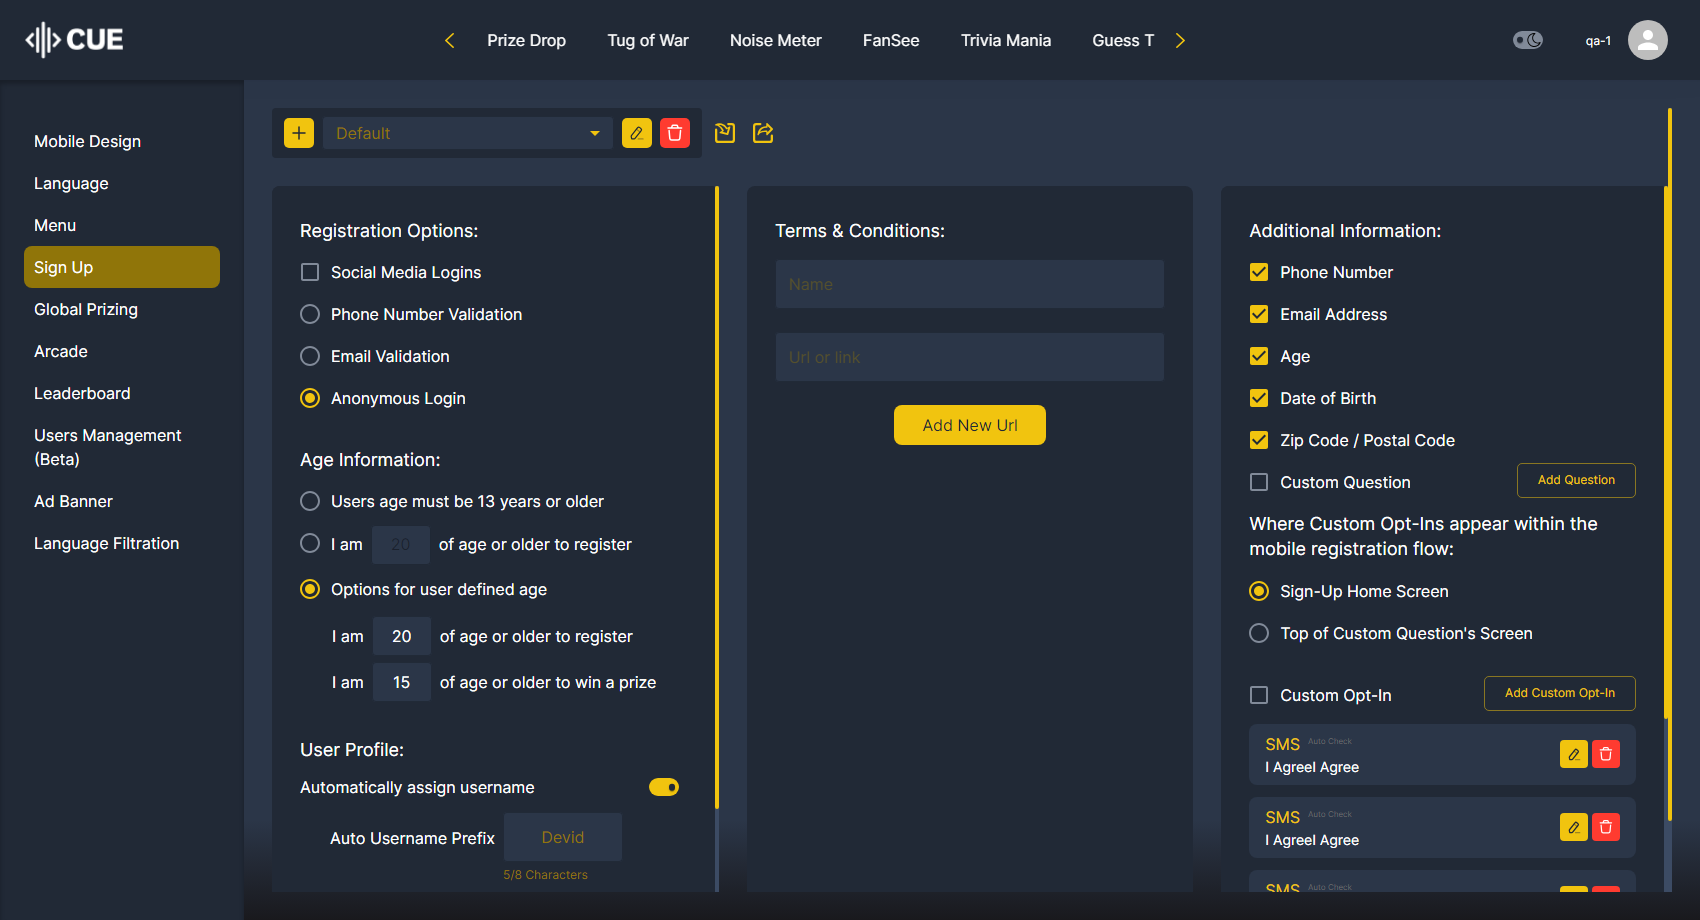 CUE
Prize Drop
Tug of War
Noise Meter
FanSee
Trivia Mania
Guess T
qa-1
Mobile Design
Language
Menu
Sign Up
Global Prizing
Arcade
Leaderboard
Users Management
(Beta)
Ad Banner
Language Filtration
Default
Registration Options:
Social Media Logins
Phone Number Validation
Email Validation
Anonymous Login
Age Information:
Users age must be 13 years or older
I am 20 of age or older to register
Options for user defined age
I am 20 of age or older to register
I am 15 of age or older to win a prize
User Profile:
Automatically assign username
Auto Username Prefix Devid
5/8 Characters
Terms & Conditions:
Name
Url or link
Add New Url
Additional Information:
Phone Number
Email Address
Age
Date of Birth
Zip Code / Postal Code
Custom Question
Add Question
Where Custom Opt-Ins appear within the
mobile registration flow:
Sign-Up Home Screen
Top of Custom Question's Screen
Custom Opt-In
Add Custom Opt-In
SMS Auto Check
I AgreeI Agree
SMS Auto Check
I AgreeI Agree
SMS Auto Check